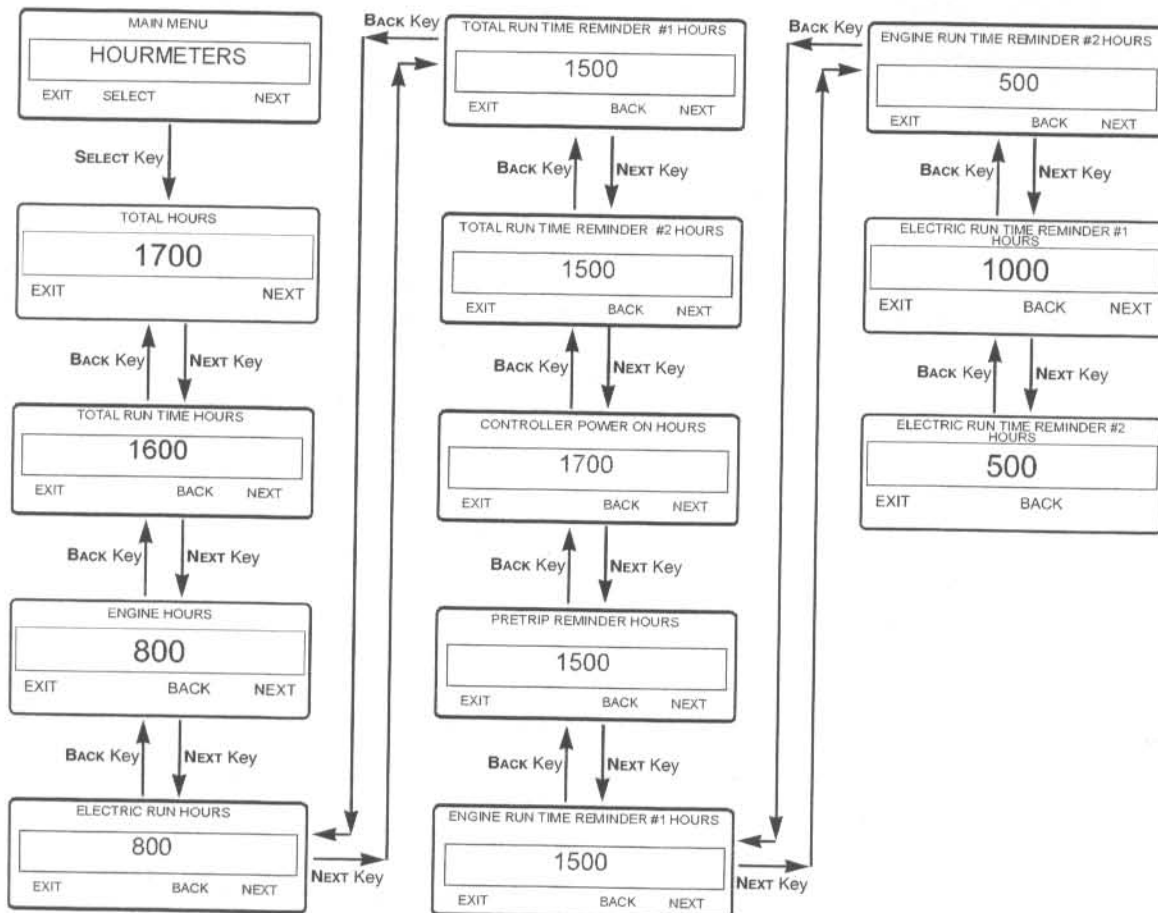 MAIN MENU
HOURMETERS
EXIT SELECT NEXT
SELECT Key
TOTAL HOURS
1700
EXIT NEXT
BACK Key NEXT Key
TOTAL RUN TIME HOURS
1600
EXIT BACK NEXT
BACK Key NEXT Key
ENGINE HOURS
800
EXIT BACK NEXT
BACK Key NEXT Key
ELECTRIC RUN HOURS
800
EXIT BACK NEXT
NEXT Key
BACK Key
TOTAL RUN TIME REMINDER #1 HOURS
1500
EXIT BACK NEXT
BACK Key NEXT Key
TOTAL RUN TIME REMINDER #2 HOURS
1500
EXIT BACK NEXT
BACK Key NEXT Key
CONTROLLER POWER ON HOURS
1700
EXIT BACK NEXT
BACK Key NEXT Key
PRETRIP REMINDER HOURS
1500
EXIT BACK NEXT
BACK Key NEXT Key
ENGINE RUN TIME REMINDER #1 HOURS
1500
EXIT BACK NEXT
NEXT Key
BACK Key
ENGINE RUN TIME REMINDER #2 HOURS
500
EXIT BACK NEXT
BACK Key NEXT Key
ELECTRIC RUN TIME REMINDER #1
HOURS
1000
EXIT BACK NEXT
BACK Key NEXT Key
ELECTRIC RUN TIME REMINDER #2
HOURS
500
EXIT BACK